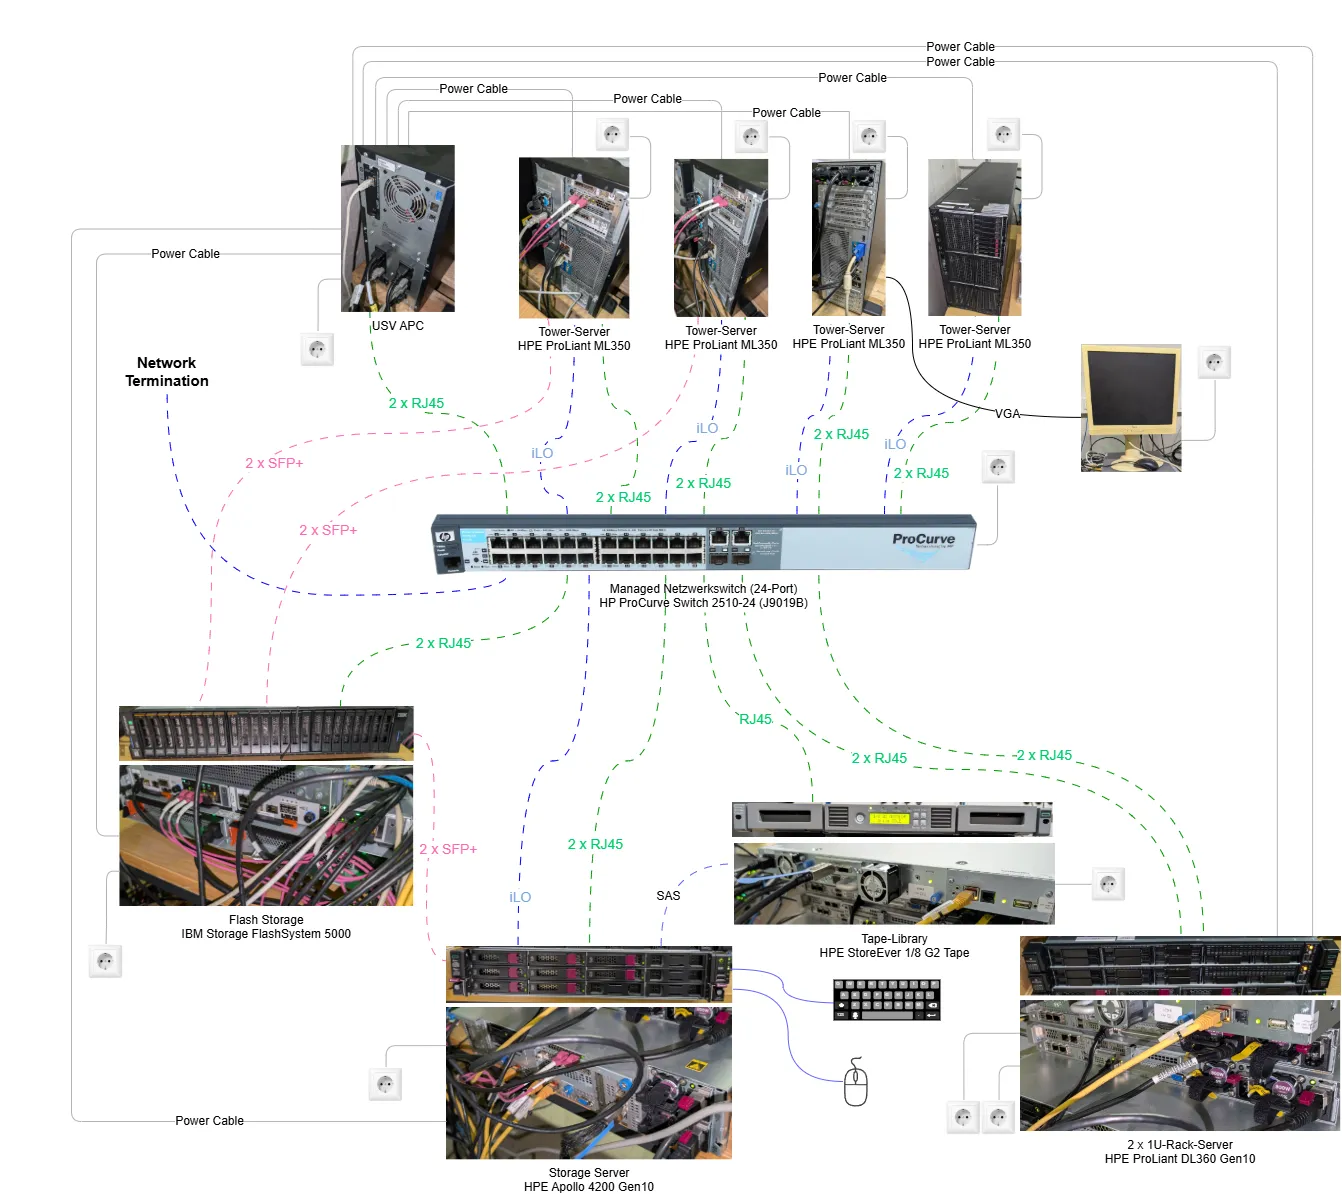 Power Cable
Power Cable
Power Cable
Power Cable
Power Cable
Power Cable
Power Cable
USV APC
Tower-Server
HPE ProLiant ML350
Tower-Server
HPE ProLiant ML350
Tower-Server
HPE ProLiant ML350
Tower-Server
HPE ProLiant ML350
Network
Termination
2 x RJ45
VGA
iLO
2 x RJ45
iLO
iLO
2 x SFP+
iLO
2 x RJ45
2 x RJ45
2 x RJ45
2 x SFP+
hp
ProCurve
Managed Netzwerkswitch (24-Port)
HP ProCurve Switch 2510-24 (J9019B)
2 x RJ45
RJ45
2 x RJ45
2 x RJ45
2 x RJ45
2 x SFP+
iLO
SAS
Flash Storage
IBM Storage FlashSystem 5000
Tape-Library
HPE StoreEver 1/8 G2 Tape
Power Cable
2 x 1U-Rack-Server
HPE ProLiant DL360 Gen10
Storage Server
HPE Apollo 4200 Gen10